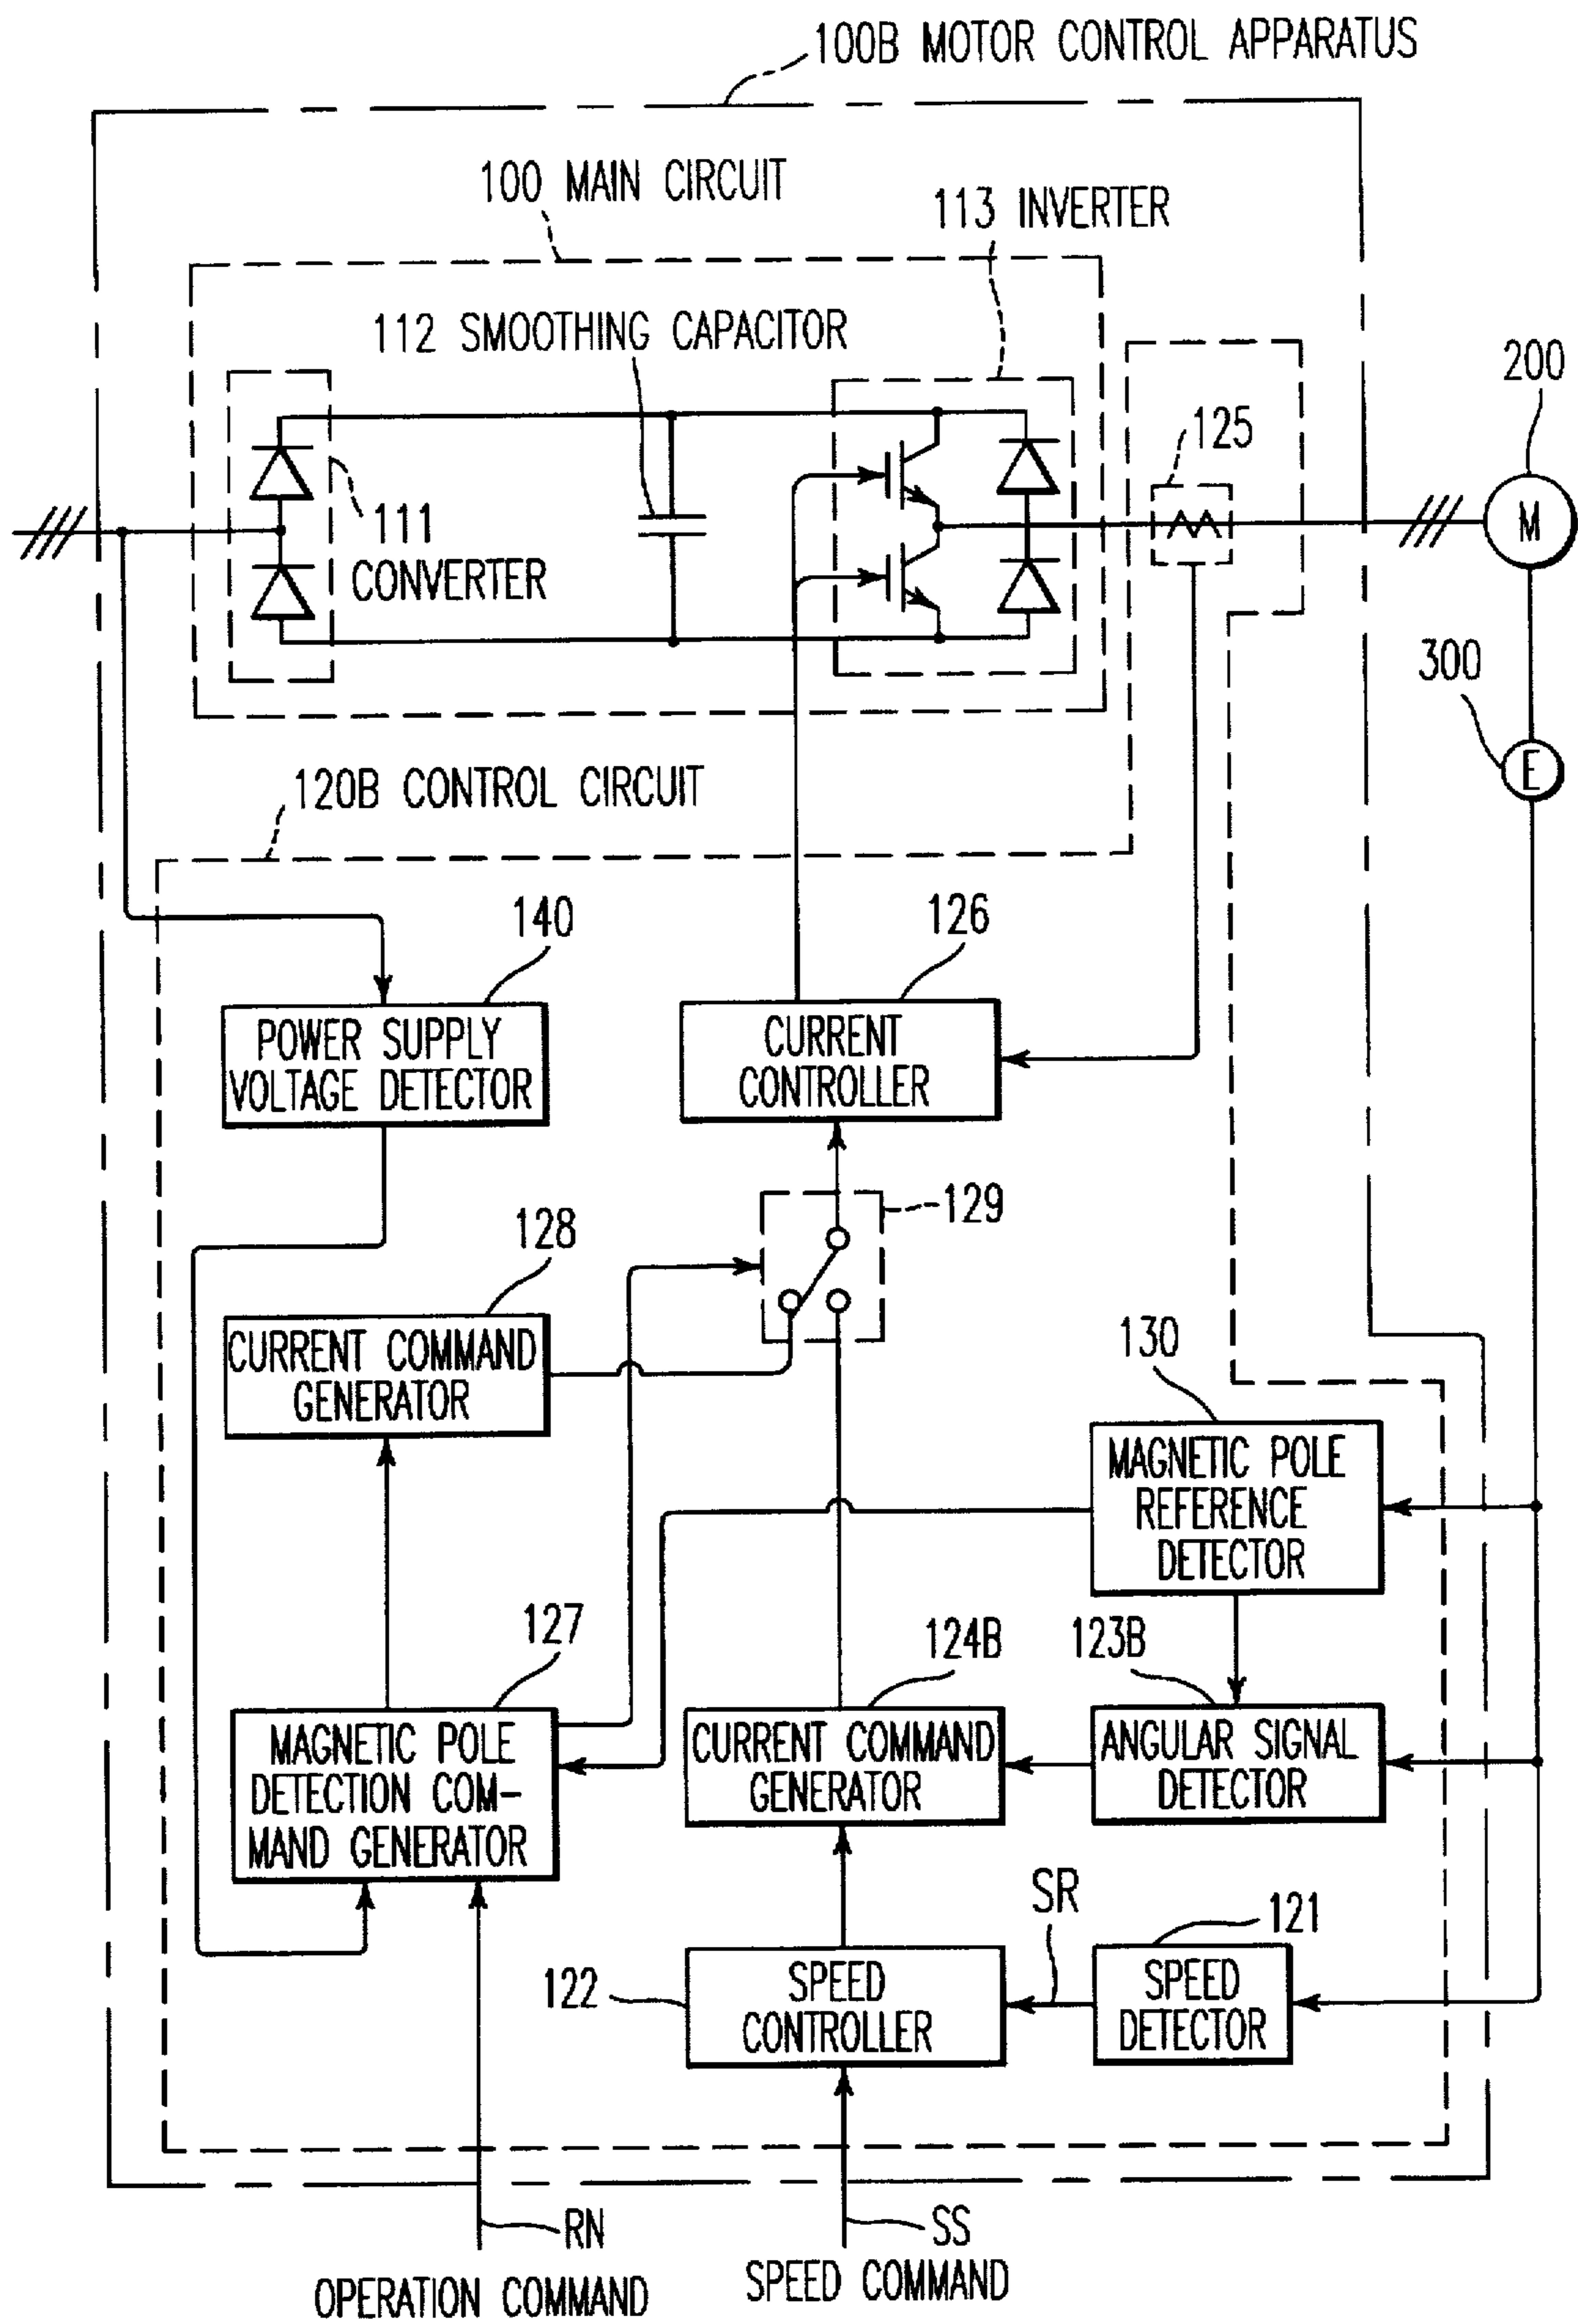 100B MOTOR CONTROL APPARATUS
100 MAIN CIRCUIT
113 INVERTER
112 SMOOTHING CAPACITOR
200
125
111
CONVERTER
M
300
E
120B CONTROL CIRCUIT
140
126
POWER SUPPLY
VOLTAGE DETECTOR
CURRENT
CONTROLLER
129
128
CURRENT COMMAND
GENERATOR
130
MAGNETIC POLE
REFERENCE
DETECTOR
127
124B
123B
MAGNETIC POLE
DETECTION COM-
MAND GENERATOR
CURRENT COMMAND
GENERATOR
ANGULAR SIGNAL
DETECTOR
SR
121
122
SPEED
CONTROLLER
SPEED
DETECTOR
RN
OPERATION COMMAND
SS
SPEED COMMAND